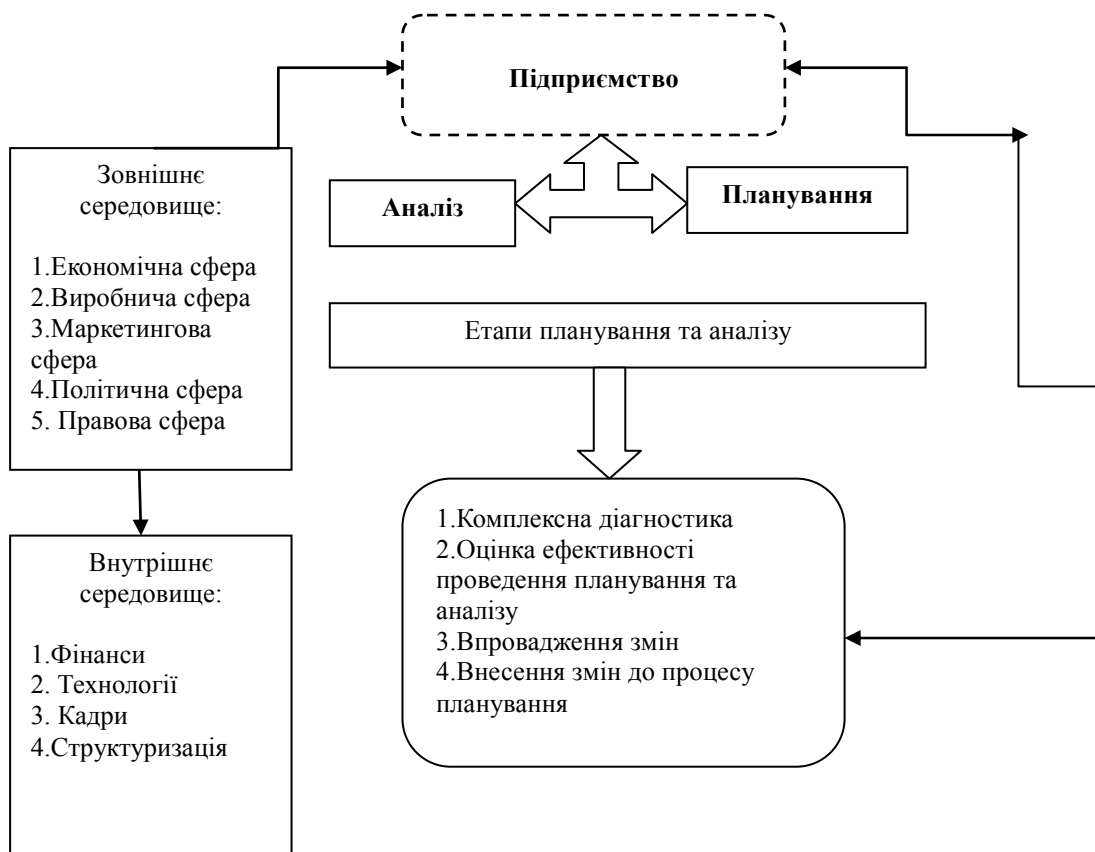 Підприємство
Зовнішнє
середовище:
1.Економічна сфера
2.Виробнича сфера
3.Маркетингова
сфера
4.Політична сфера
5. Правова сфера
Аналіз
Планування
Етапи планування та аналізу
1.Комплексна діагностика
2.Оцінка ефективності
проведення планування та
аналізу
3.Впровадження змін
4.Внесення змін до процесу
планування
Внутрішнє
середовище:
1.Фінанси
2. Технології
3. Кадри
4.Структуризація